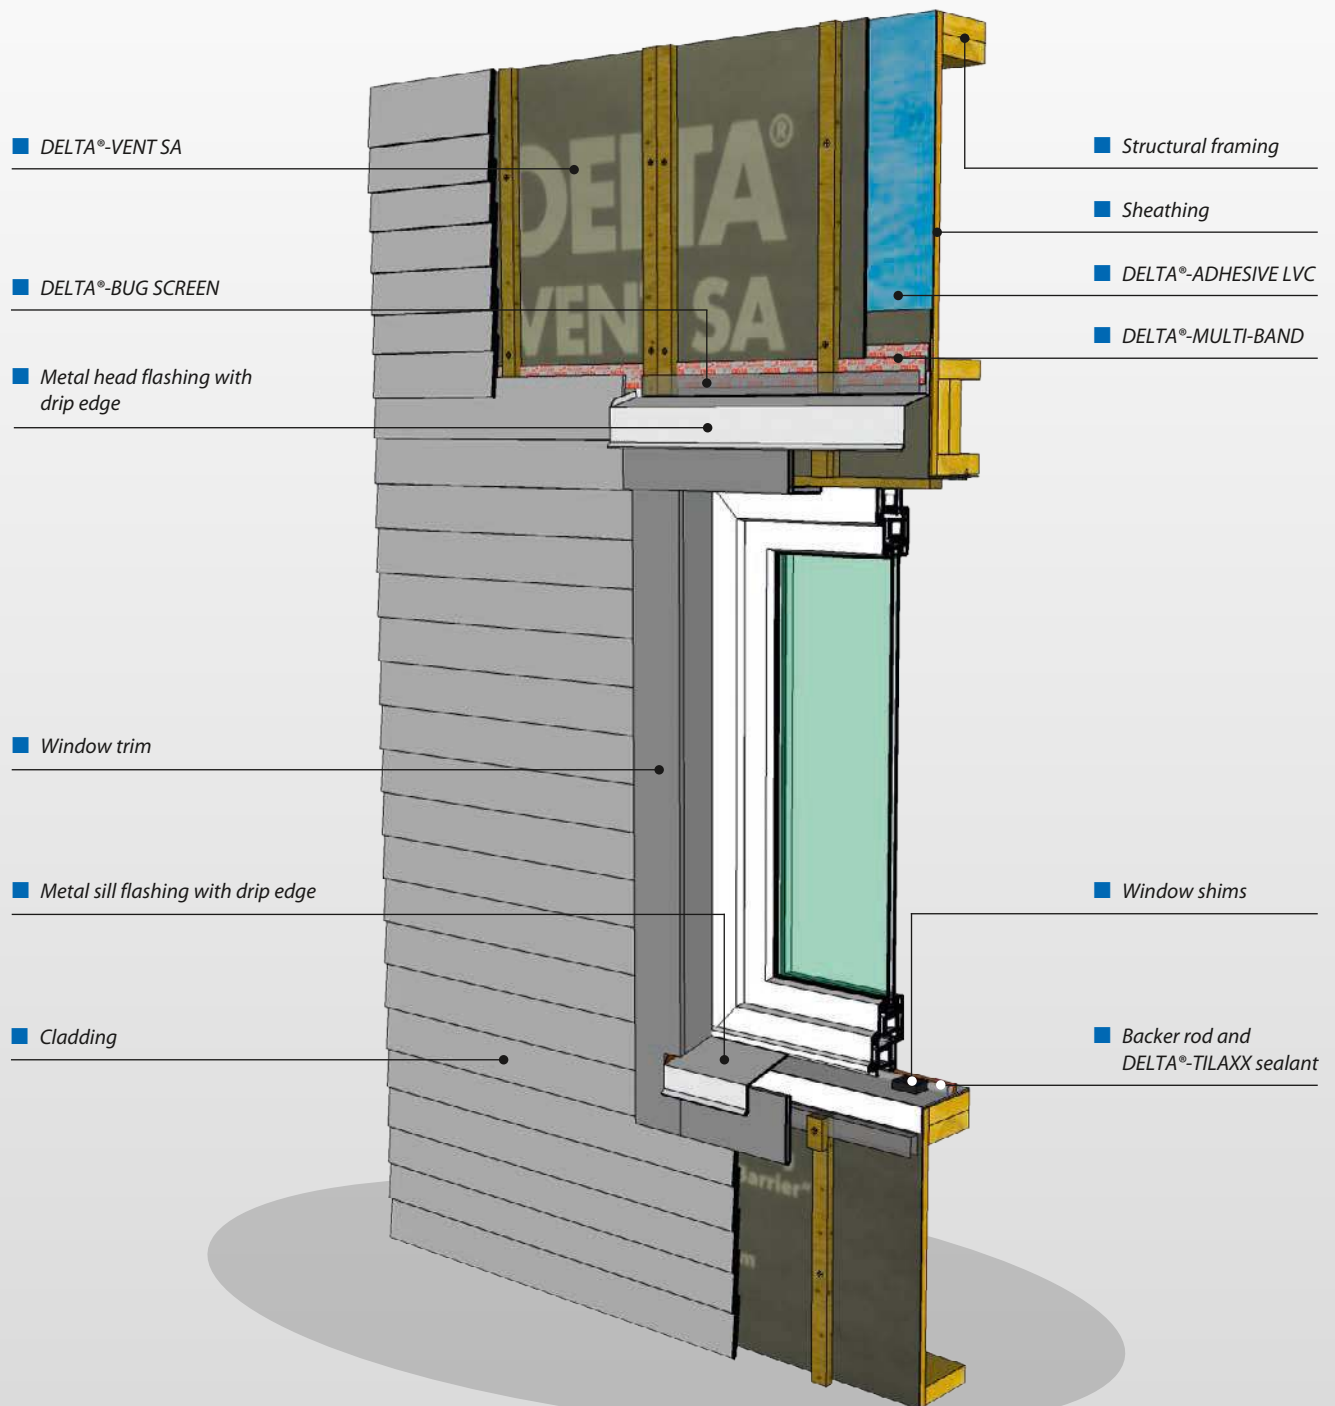 DELTA®
VENT SA
DELTA®-VENT SA
DELTA®-BUG SCREEN
Metal head flashing with
drip edge
Window trim
Metal sill flashing with drip edge
Cladding
Structural framing
Sheathing
DELTA®-ADHESIVE LVC
DELTA®-MULTI-BAND
Window shims
Backer rod and
DELTA®-TILAXX sealant
Barrier
m